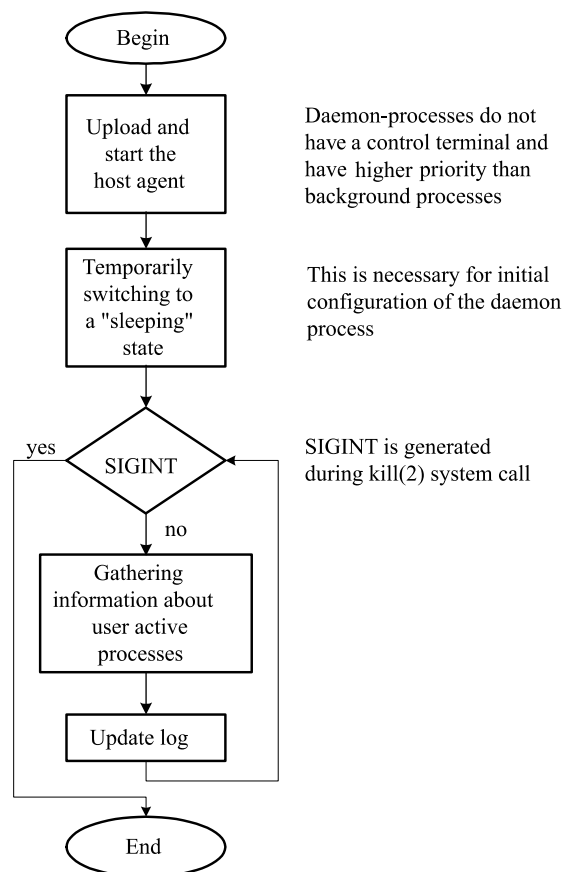 Begin
Upload and
start the
host agent
Daemon-processes do not
have a control terminal and
have higher priority than
background processes
Temporarily
switching to
a "sleeping"
state
This is necessary for initial
configuration of the daemon
process
yes
SIGINT
SIGINT is generated
during kill(2) system call
no
Gathering
information about
user active
processes
Update log
End